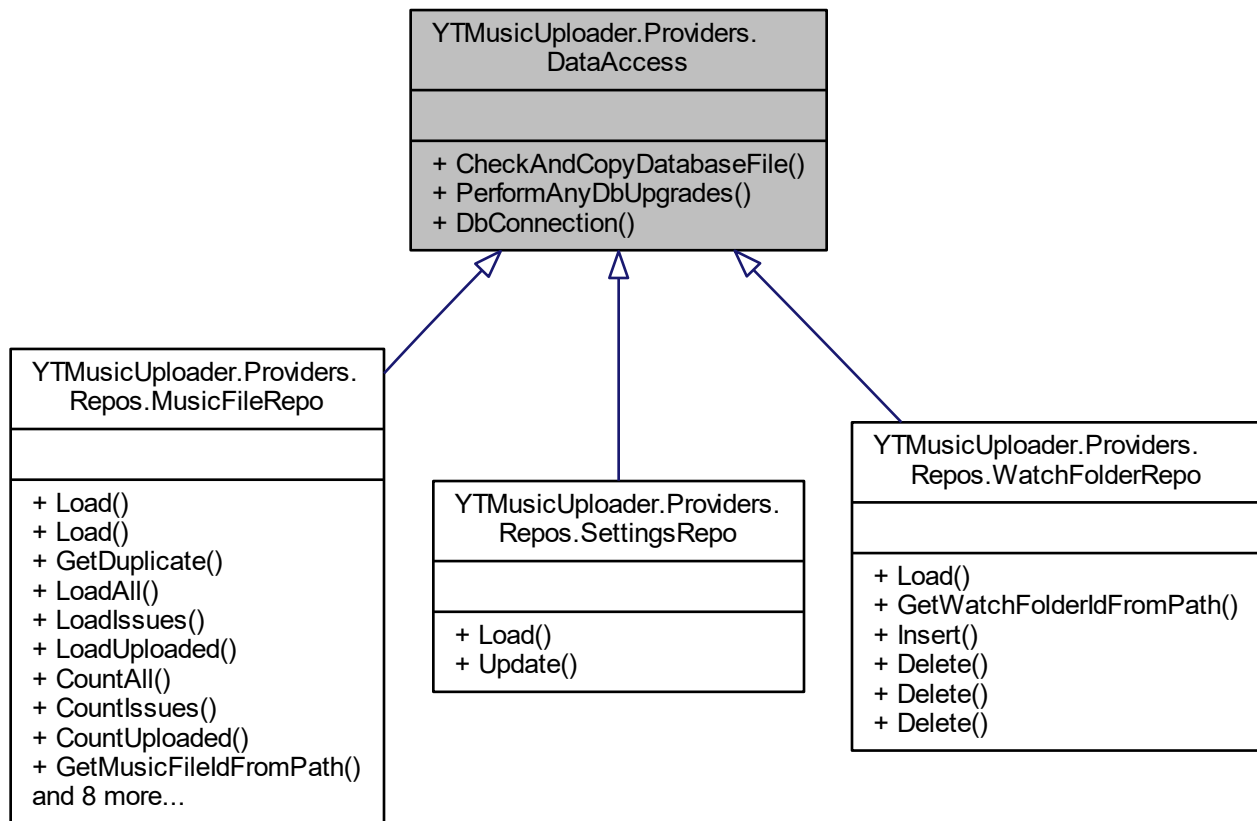 YTMusicUploader.Providers.
DataAccess
+ CheckAndCopyDatabaseFile()
+ PerformAnyDbUpgrades()
+ DbConnection()
YTMusicUploader.Providers.
Repos.MusicFileRepo
+ Load()
+ Load()
+ GetDuplicate()
+ LoadAll()
+ LoadIssues()
+ LoadUploaded()
+ CountAll()
+ CountIssues()
+ CountUploaded()
+ GetMusicFileIdFromPath()
and 8 more...
YTMusicUploader.Providers.
Repos.SettingsRepo
+ Load()
+ Update()
YTMusicUploader.Providers.
Repos.WatchFolderRepo
+ Load()
+ GetWatchFolderIdFromPath()
+ Insert()
+ Delete()
+ Delete()
+ Delete()